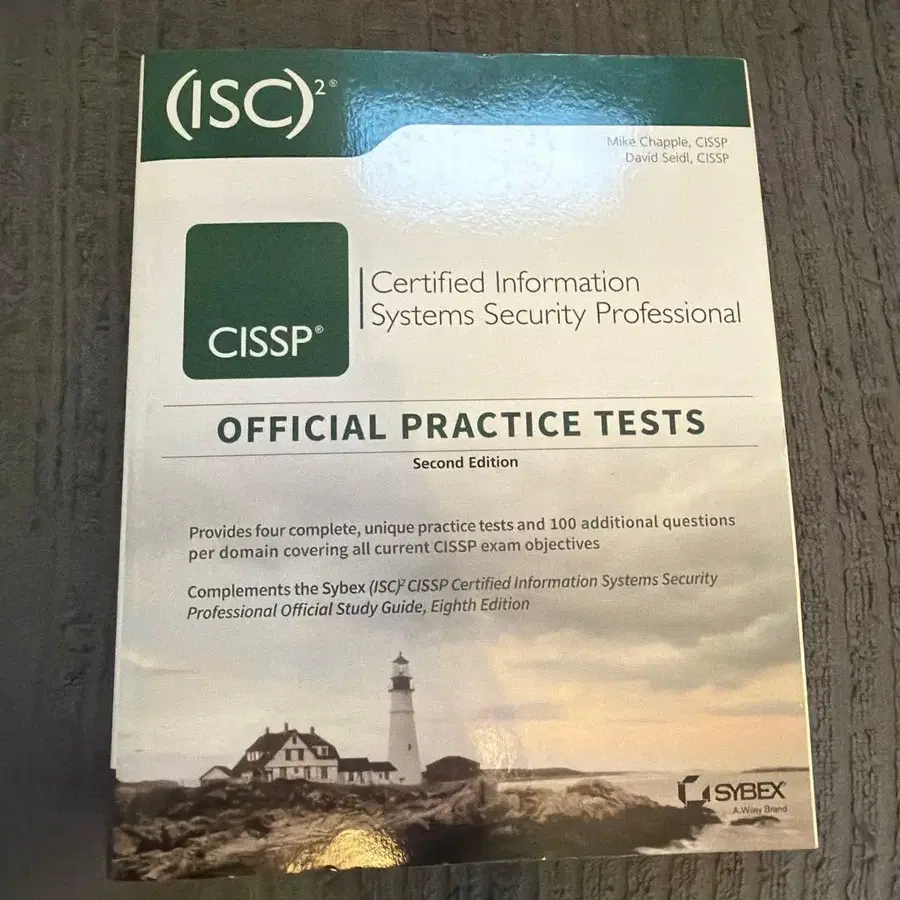 (ISC)²®
Mike Chapple, CISSP
David Seidl, CISSP
CISSP®
Certified Information
Systems Security Professional
OFFICIAL PRACTICE TESTS
Second Edition
Provides four complete, unique practice tests and 100 additional questions
per domain covering all current CISSP exam objectives
Complements the Sybex (ISC)² CISSP Certified Information Systems Security
Professional Official Study Guide, Eighth Edition
SYBEX
A Wiley Brand